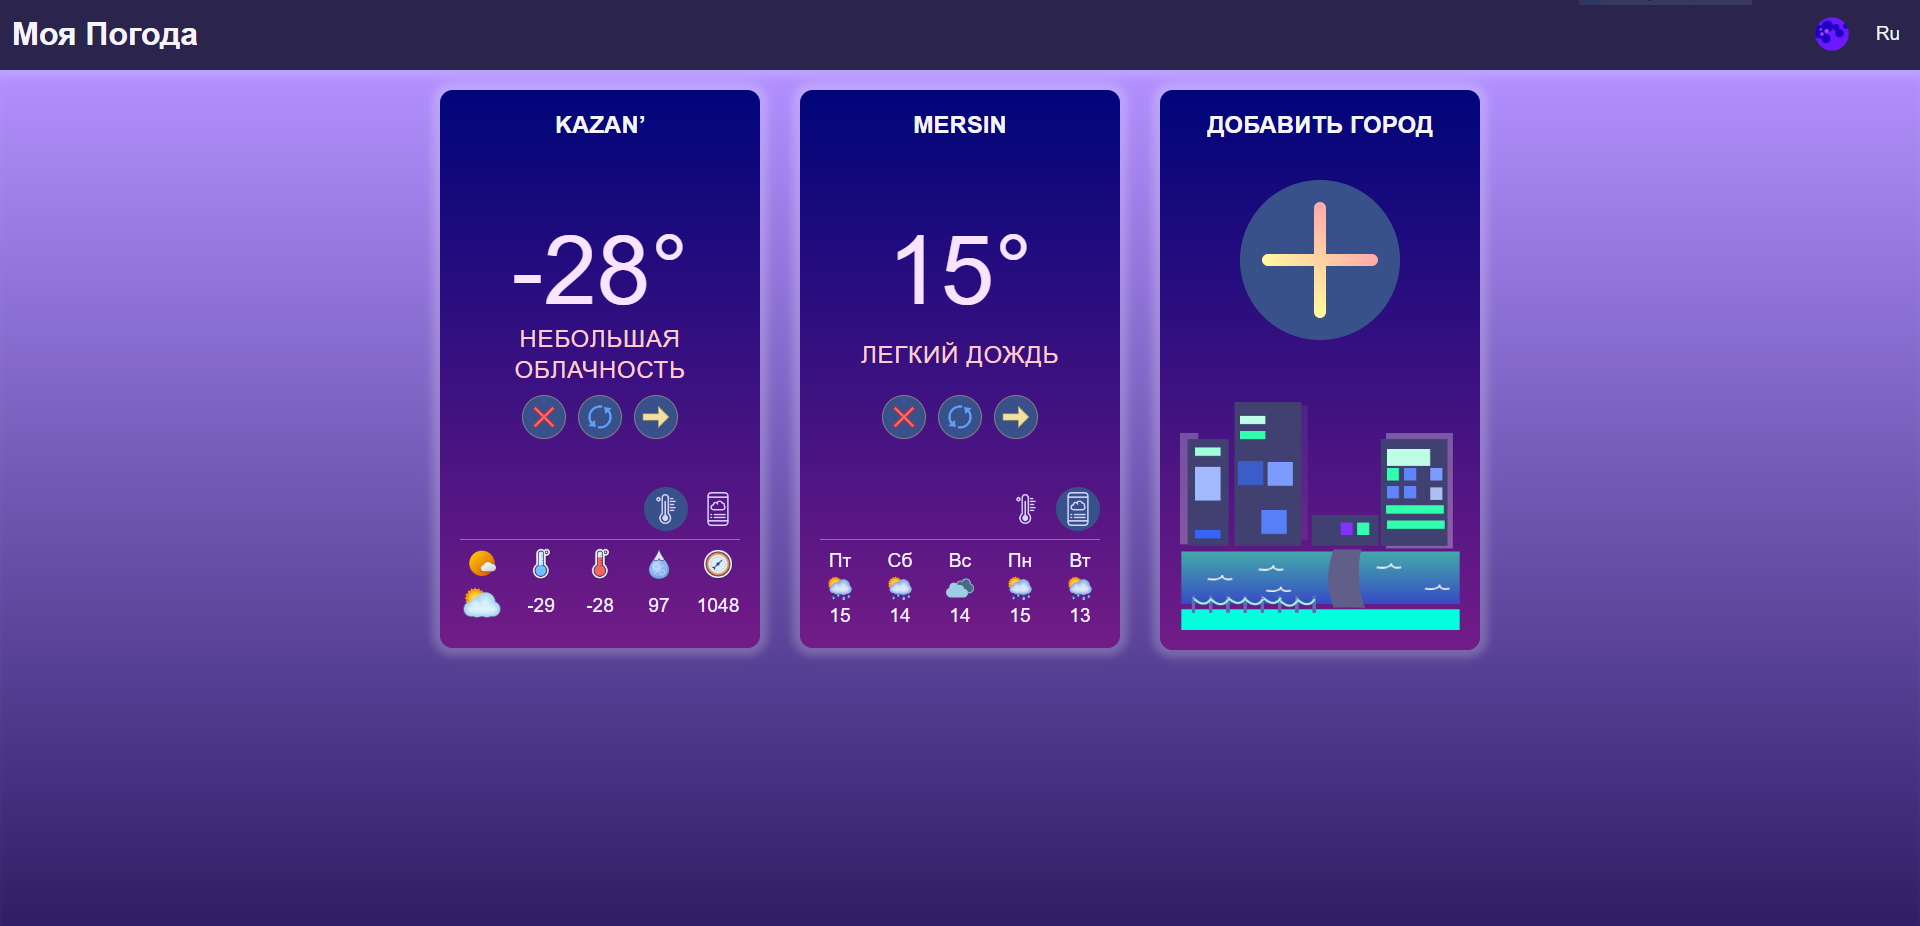 Моя Погода
Ru
KAZAN’
-28°
НЕБОЛЬШАЯ
ОБЛАЧНОСТЬ
-29 -28 97 1048
MERSIN
15°
ЛЕГКИЙ ДОЖДЬ
Пт Сб Вс Пн Вт
15 14 14 15 13
ДОБАВИТЬ ГОРОД